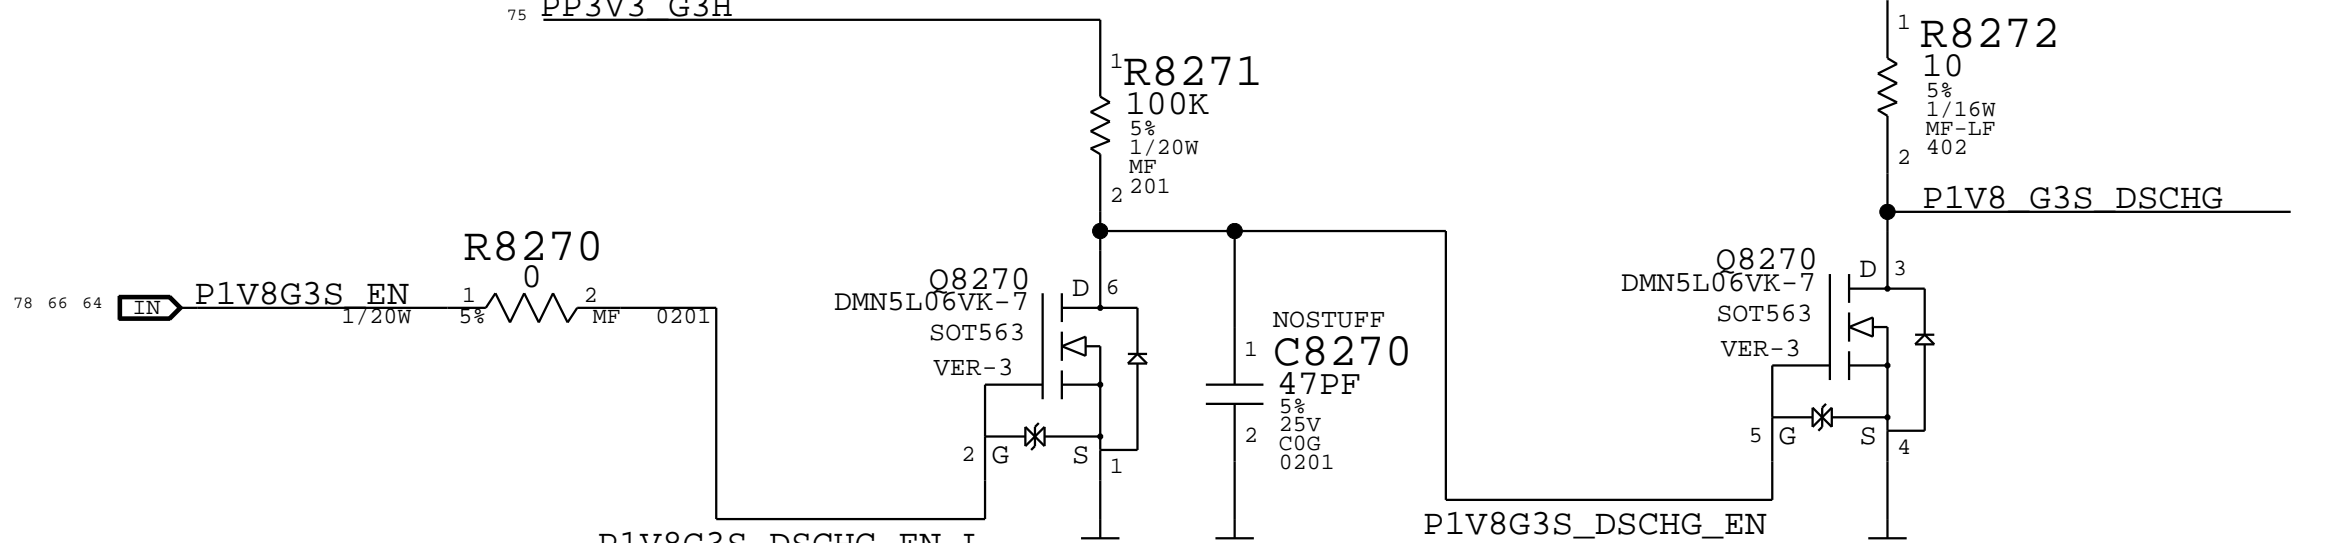 75 PP3V3_G3H
1
R8271
100K
5%
1/20W
MF
201
2
1
R8272
10
5%
1/16W
MF-LF
402
2
P1V8_G3S_DSCHG
R8270
0
78 66 64 IN P1V8G3S_EN 1 2
1/20W 5% MF 0201
Q8270
DMN5L06VK-7
SOT563
VER-3
D 6
2 G S 1
NOSTUFF
1 C8270
47PF
5%
25V
2 C0G
0201
Q8270
DMN5L06VK-7
SOT563
VER-3
D 3
5 G S 4
P1V8G3S_DSCHG_EN
P1V8G3S_DSCHG_EN_L